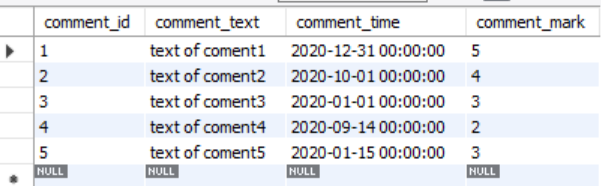 comment_id comment_text comment_time comment_mark
1 text of coment1 2020-12-31 00:00:00 5
2 text of coment2 2020-10-01 00:00:00 4
3 text of coment3 2020-01-01 00:00:00 3
4 text of coment4 2020-09-14 00:00:00 2
5 text of coment5 2020-01-15 00:00:00 3
NULL NULL NULL NULL